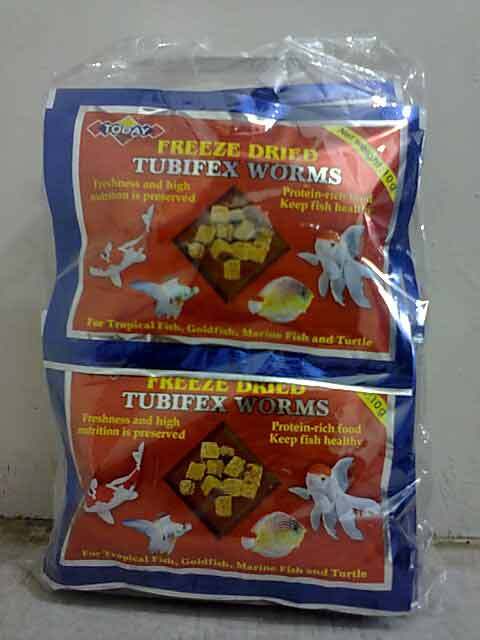 TODAY
FREEZE DRIED
TUBIFEX WORMS
Net weight: 10g
Freshness and high
nutrition is preserved
Protein-rich food
Keep fish healthy
For Tropical Fish, Goldfish, Marine Fish and Turtle
FREEZE DRIED
TUBIFEX WORMS
10g
Freshness and high
nutrition is preserved
Protein-rich food
Keep fish healthy
For Tropical Fish, Goldfish, Marine Fish and Turtle